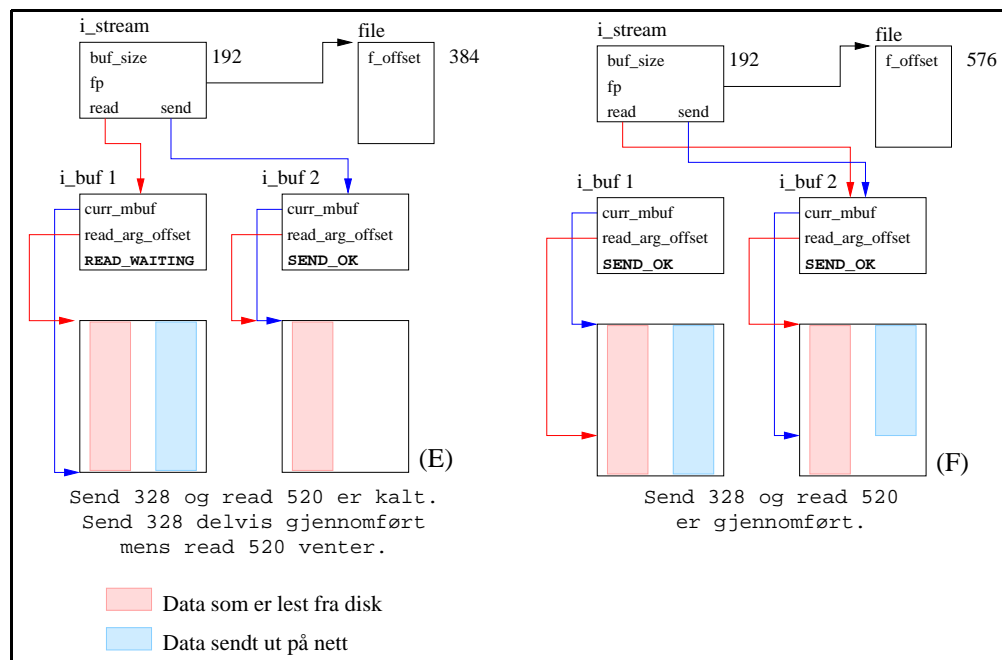 i_stream
file
buf_size
192
f_offset
384
fp
read send
i_buf 1
i_buf 2
curr_mbuf
read_arg_offset
READ_WAITING
curr_mbuf
read_arg_offset
SEND_OK
(E)
Send 328 og read 520 er kalt.
Send 328 delvis gjennomført
mens read 520 venter.
i_stream
file
buf_size
192
f_offset
576
fp
read send
i_buf 1
i_buf 2
curr_mbuf
read_arg_offset
SEND_OK
curr_mbuf
read_arg_offset
SEND_OK
(F)
Send 328 og read 520
er gjennomført.
Data som er lest fra disk
Data sendt ut på nett